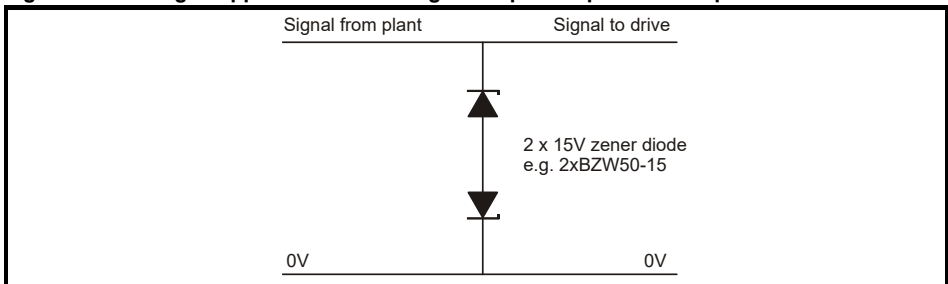 Signal from plant Signal to drive
2 x 15V zener diode
e.g. 2xBZW50-15
0V 0V